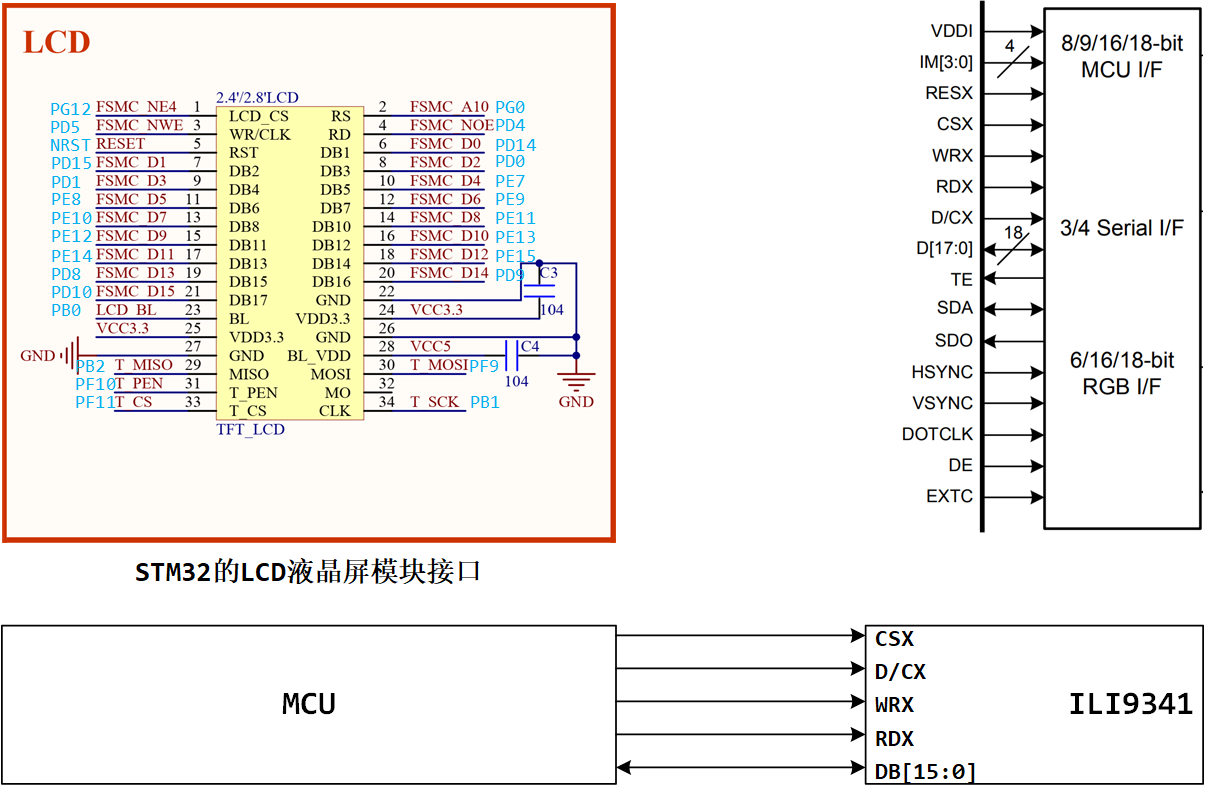 LCD
2.4'/2.8'LCD
PG12 FSMC_NE4 1 LCD_CS RS 2 FSMC_A10 PG0
PD5 FSMC_NWE 3 WR/CLK RD 4 FSMC_NOE PD4
NRST RESET 5 RST DB1 6 FSMC_D0 PD14
PD15 FSMC_D1 7 DB2 DB3 8 FSMC_D2 PD0
PD1 FSMC_D3 9 DB4 DB5 10 FSMC_D4 PE7
PE8 FSMC_D5 11 DB6 DB7 12 FSMC_D6 PE9
PE10 FSMC_D7 13 DB8 DB10 14 FSMC_D8 PE11
PE12 FSMC_D9 15 DB11 DB12 16 FSMC_D10 PE13
PE14 FSMC_D11 17 DB13 DB14 18 FSMC_D12 PE15
PD8 FSMC_D13 19 DB15 DB16 20 FSMC_D14 PD9 C3
PD10 FSMC_D15 21 DB17 GND 22
PB0 LCD_BL 23 BL VDD3.3 24 VCC3.3 104
VCC3.3 25 VDD3.3 GND 26
GND 27 GND BL_VDD 28 VCC5 C4
PB2 T_MISO 29 MISO MOSI 30 T_MOSI PF9 104
PF10 T_PEN 31 T_PEN MO 32
PF11 T_CS 33 T_CS CLK 34 T_SCK PB1 GND
TFT_LCD
STM32的LCD液晶屏模块接口
VDDI
IM[3:0] 4
RESX
CSX
WRX
RDX
D/CX
D[17:0] 18
TE
SDA
SDO
HSYNC
VSYNC
DOTCLK
DE
EXTC
8/9/16/18-bit
MCU I/F
3/4 Serial I/F
6/16/18-bit
RGB I/F
MCU
CSX
D/CX
WRX
RDX
DB[15:0]
ILI9341